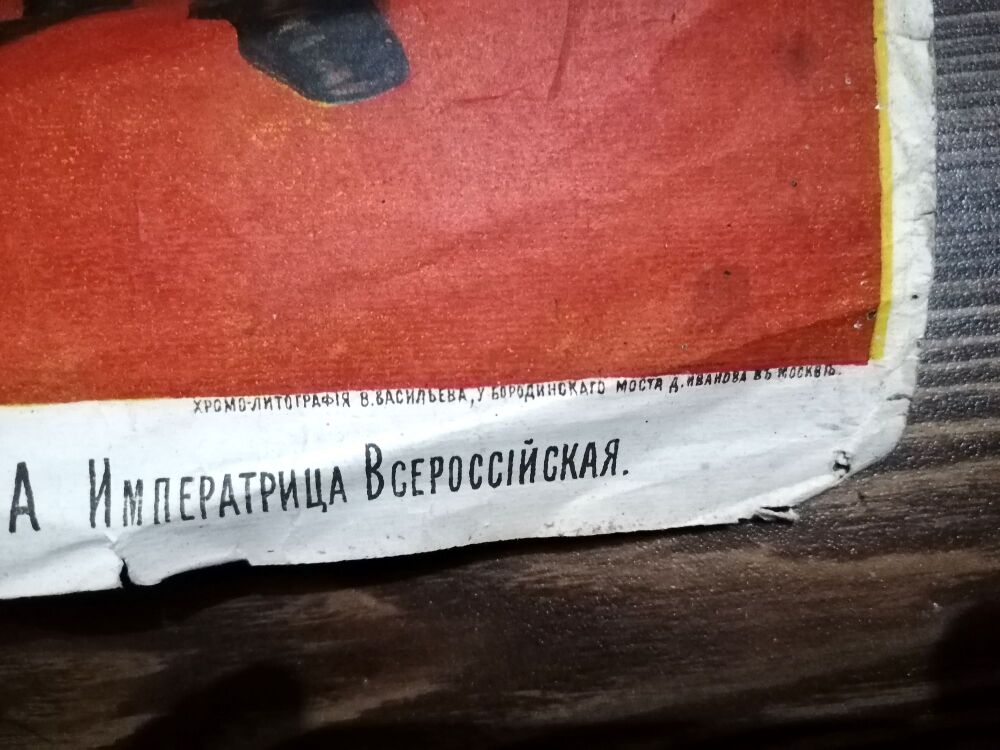 ХРОМО-ЛИТОГРАФІЯ В.ВАСИЛЬЕВА, У БОРОДИНСКАГО МОСТА Д. ИВАНОВА ВЪ МОСКВѢ.
А ИМПЕРАТРИЦА ВСЕРОССІЙСКАЯ.